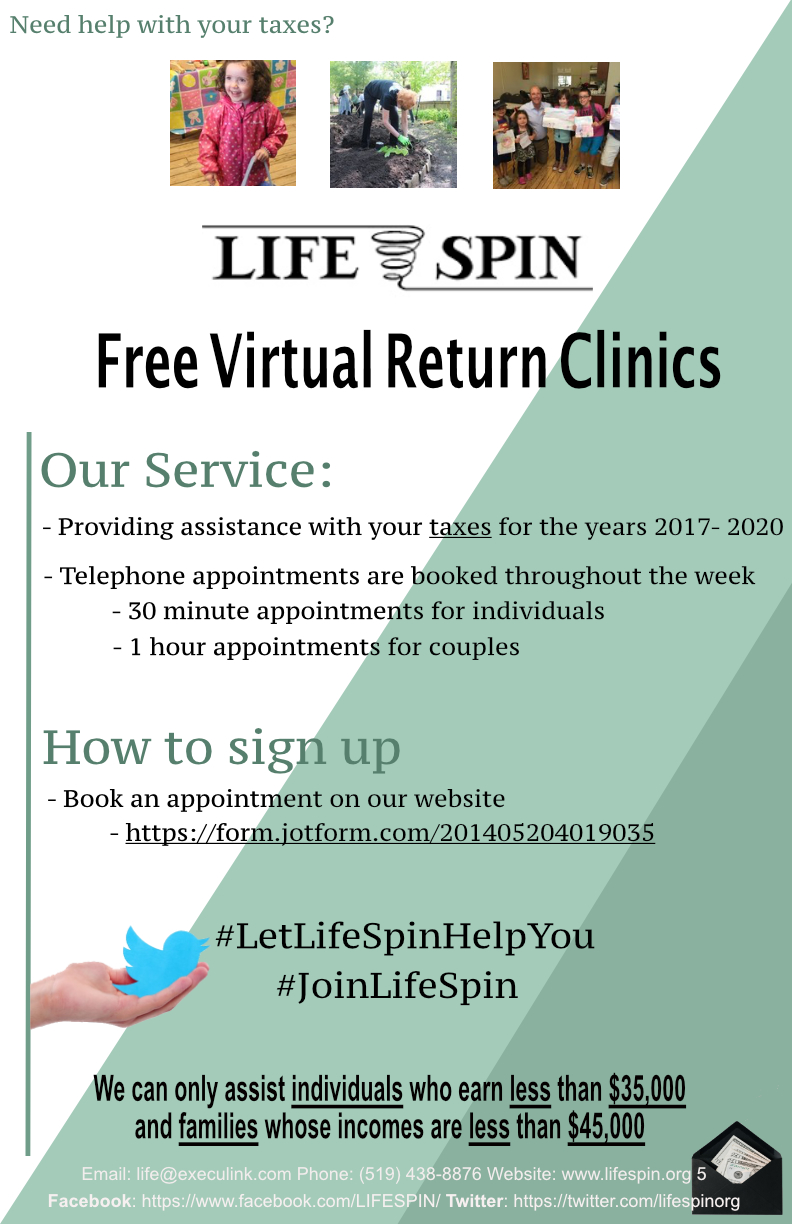 Need help with your taxes?
LIFE SPIN
Free Virtual Return Clinics
Our Service:
- Providing assistance with your taxes for the years 2017- 2020
- Telephone appointments are booked throughout the week
- 30 minute appointments for individuals
- 1 hour appointments for couples
How to sign up
- Book an appointment on our website
- https://form.jotform.com/201405204019035
#LetLifeSpinHelpYou
#JoinLifeSpin
We can only assist individuals who earn less than $35,000
and families whose incomes are less than $45,000
Email: life@execulink.com Phone: (519) 438-8876 Website: www.lifespin.org 5
Facebook: https://www.facebook.com/LIFESPIN/ Twitter: https://twitter.com/lifespinorg